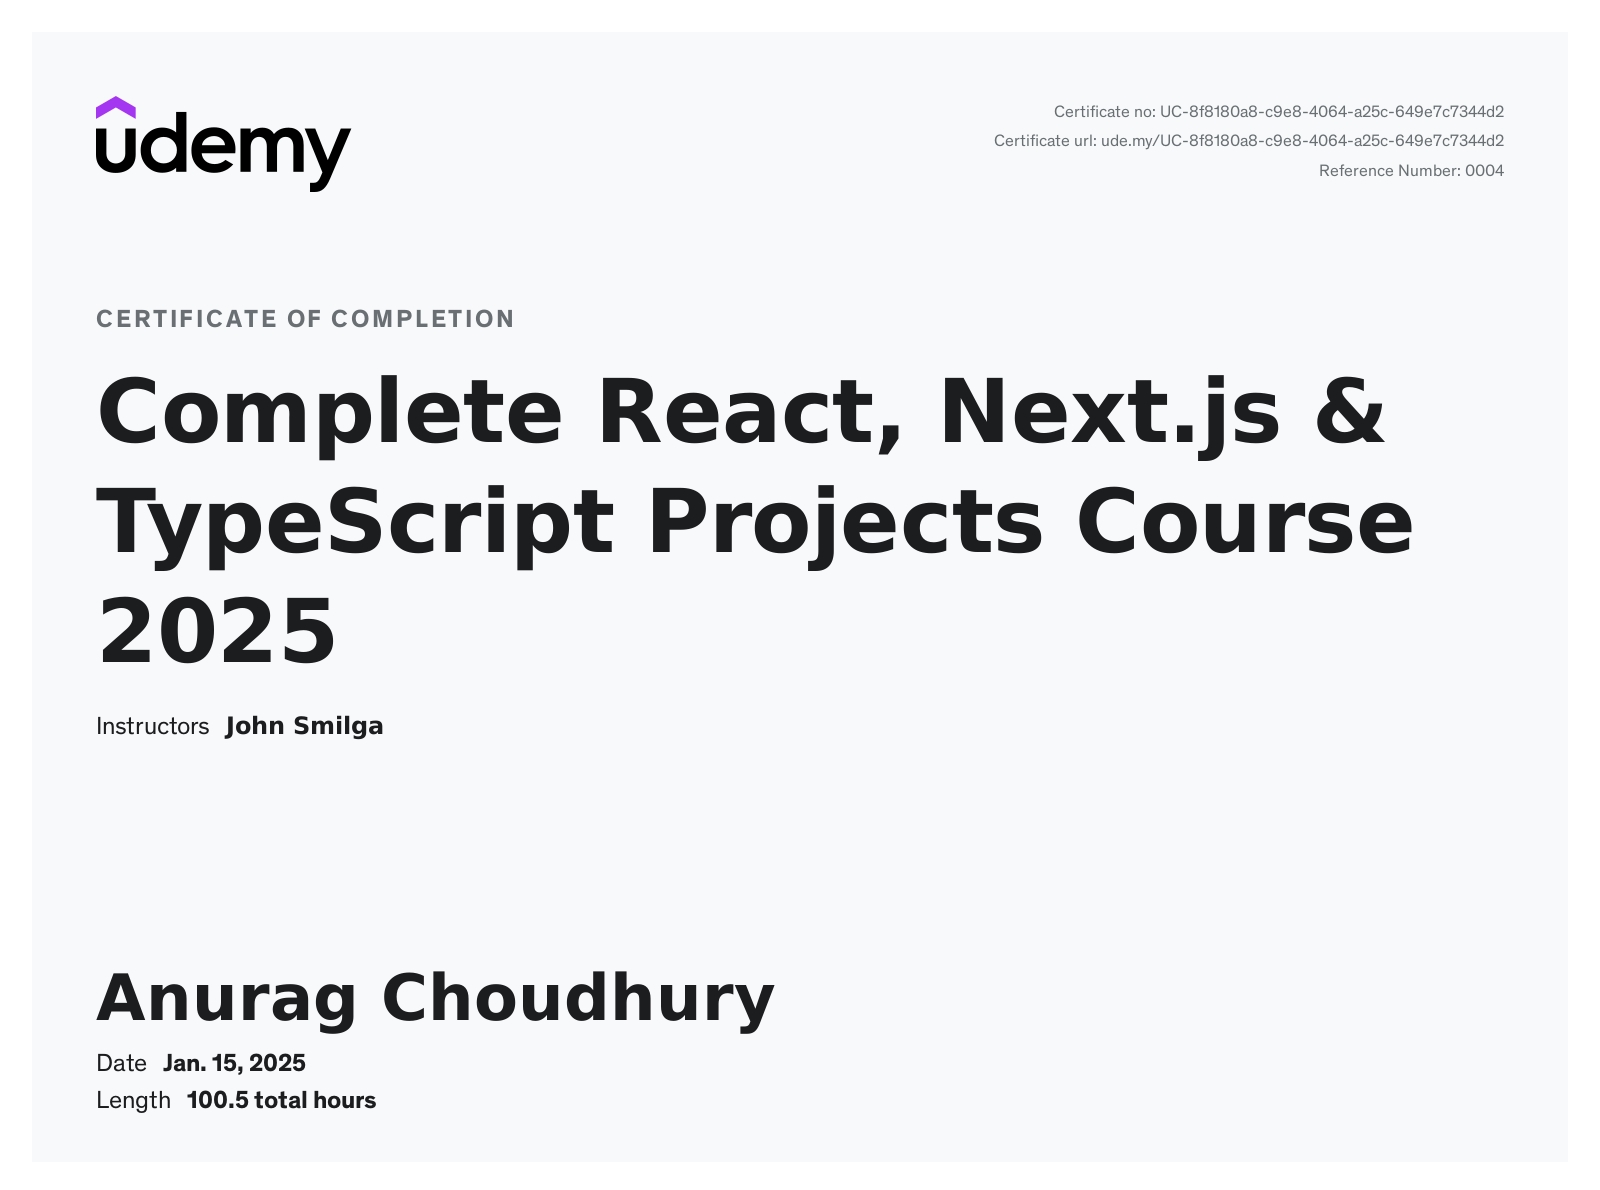 udemy
Certificate no: UC-8f8180a8-c9e8-4064-a25c-649e7c7344d2
Certificate url: ude.my/UC-8f8180a8-c9e8-4064-a25c-649e7c7344d2
Reference Number: 0004
CERTIFICATE OF COMPLETION
Complete React, Next.js &
TypeScript Projects Course
2025
Instructors John Smilga
Anurag Choudhury
Date Jan. 15, 2025
Length 100.5 total hours